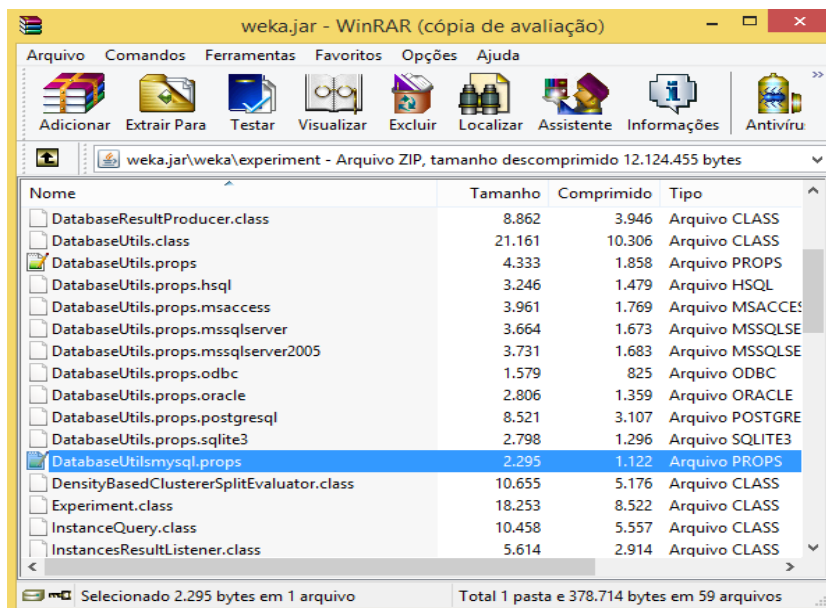 weka.jar - WinRAR (cópia de avaliação)
Arquivo Comandos Ferramentas Favoritos Opções Ajuda
Adicionar Extrair Para Testar Visualizar Excluir Localizar Assistente Informações Antivíru
weka.jar\weka\experiment - Arquivo ZIP, tamanho descomprimido 12.124.455 bytes
Nome Tamanho Comprimido Tipo
DatabaseResultProducer.class 8.862 3.946 Arquivo CLASS
DatabaseUtils.class 21.161 10.306 Arquivo CLASS
DatabaseUtils.props 4.333 1.858 Arquivo PROPS
DatabaseUtils.props.hsql 3.246 1.479 Arquivo HSQL
DatabaseUtils.props.msaccess 3.961 1.769 Arquivo MSACCES
DatabaseUtils.props.mssqlserver 3.664 1.673 Arquivo MSSQLSE
DatabaseUtils.props.mssqlserver2005 3.731 1.683 Arquivo MSSQLSE
DatabaseUtils.props.odbc 1.579 825 Arquivo ODBC
DatabaseUtils.props.oracle 2.806 1.359 Arquivo ORACLE
DatabaseUtils.props.postgresql 8.521 3.107 Arquivo POSTGRE
DatabaseUtils.props.sqlite3 2.798 1.296 Arquivo SQLITE3
DatabaseUtilsmysql.props 2.295 1.122 Arquivo PROPS
DensityBasedClustererSplitEvaluator.class 10.655 5.176 Arquivo CLASS
Experiment.class 18.253 8.522 Arquivo CLASS
InstanceQuery.class 10.458 5.557 Arquivo CLASS
InstancesResultListener.class 5.614 2.914 Arquivo CLASS
Selecionado 2.295 bytes em 1 arquivo Total 1 pasta e 378.714 bytes em 59 arquivos